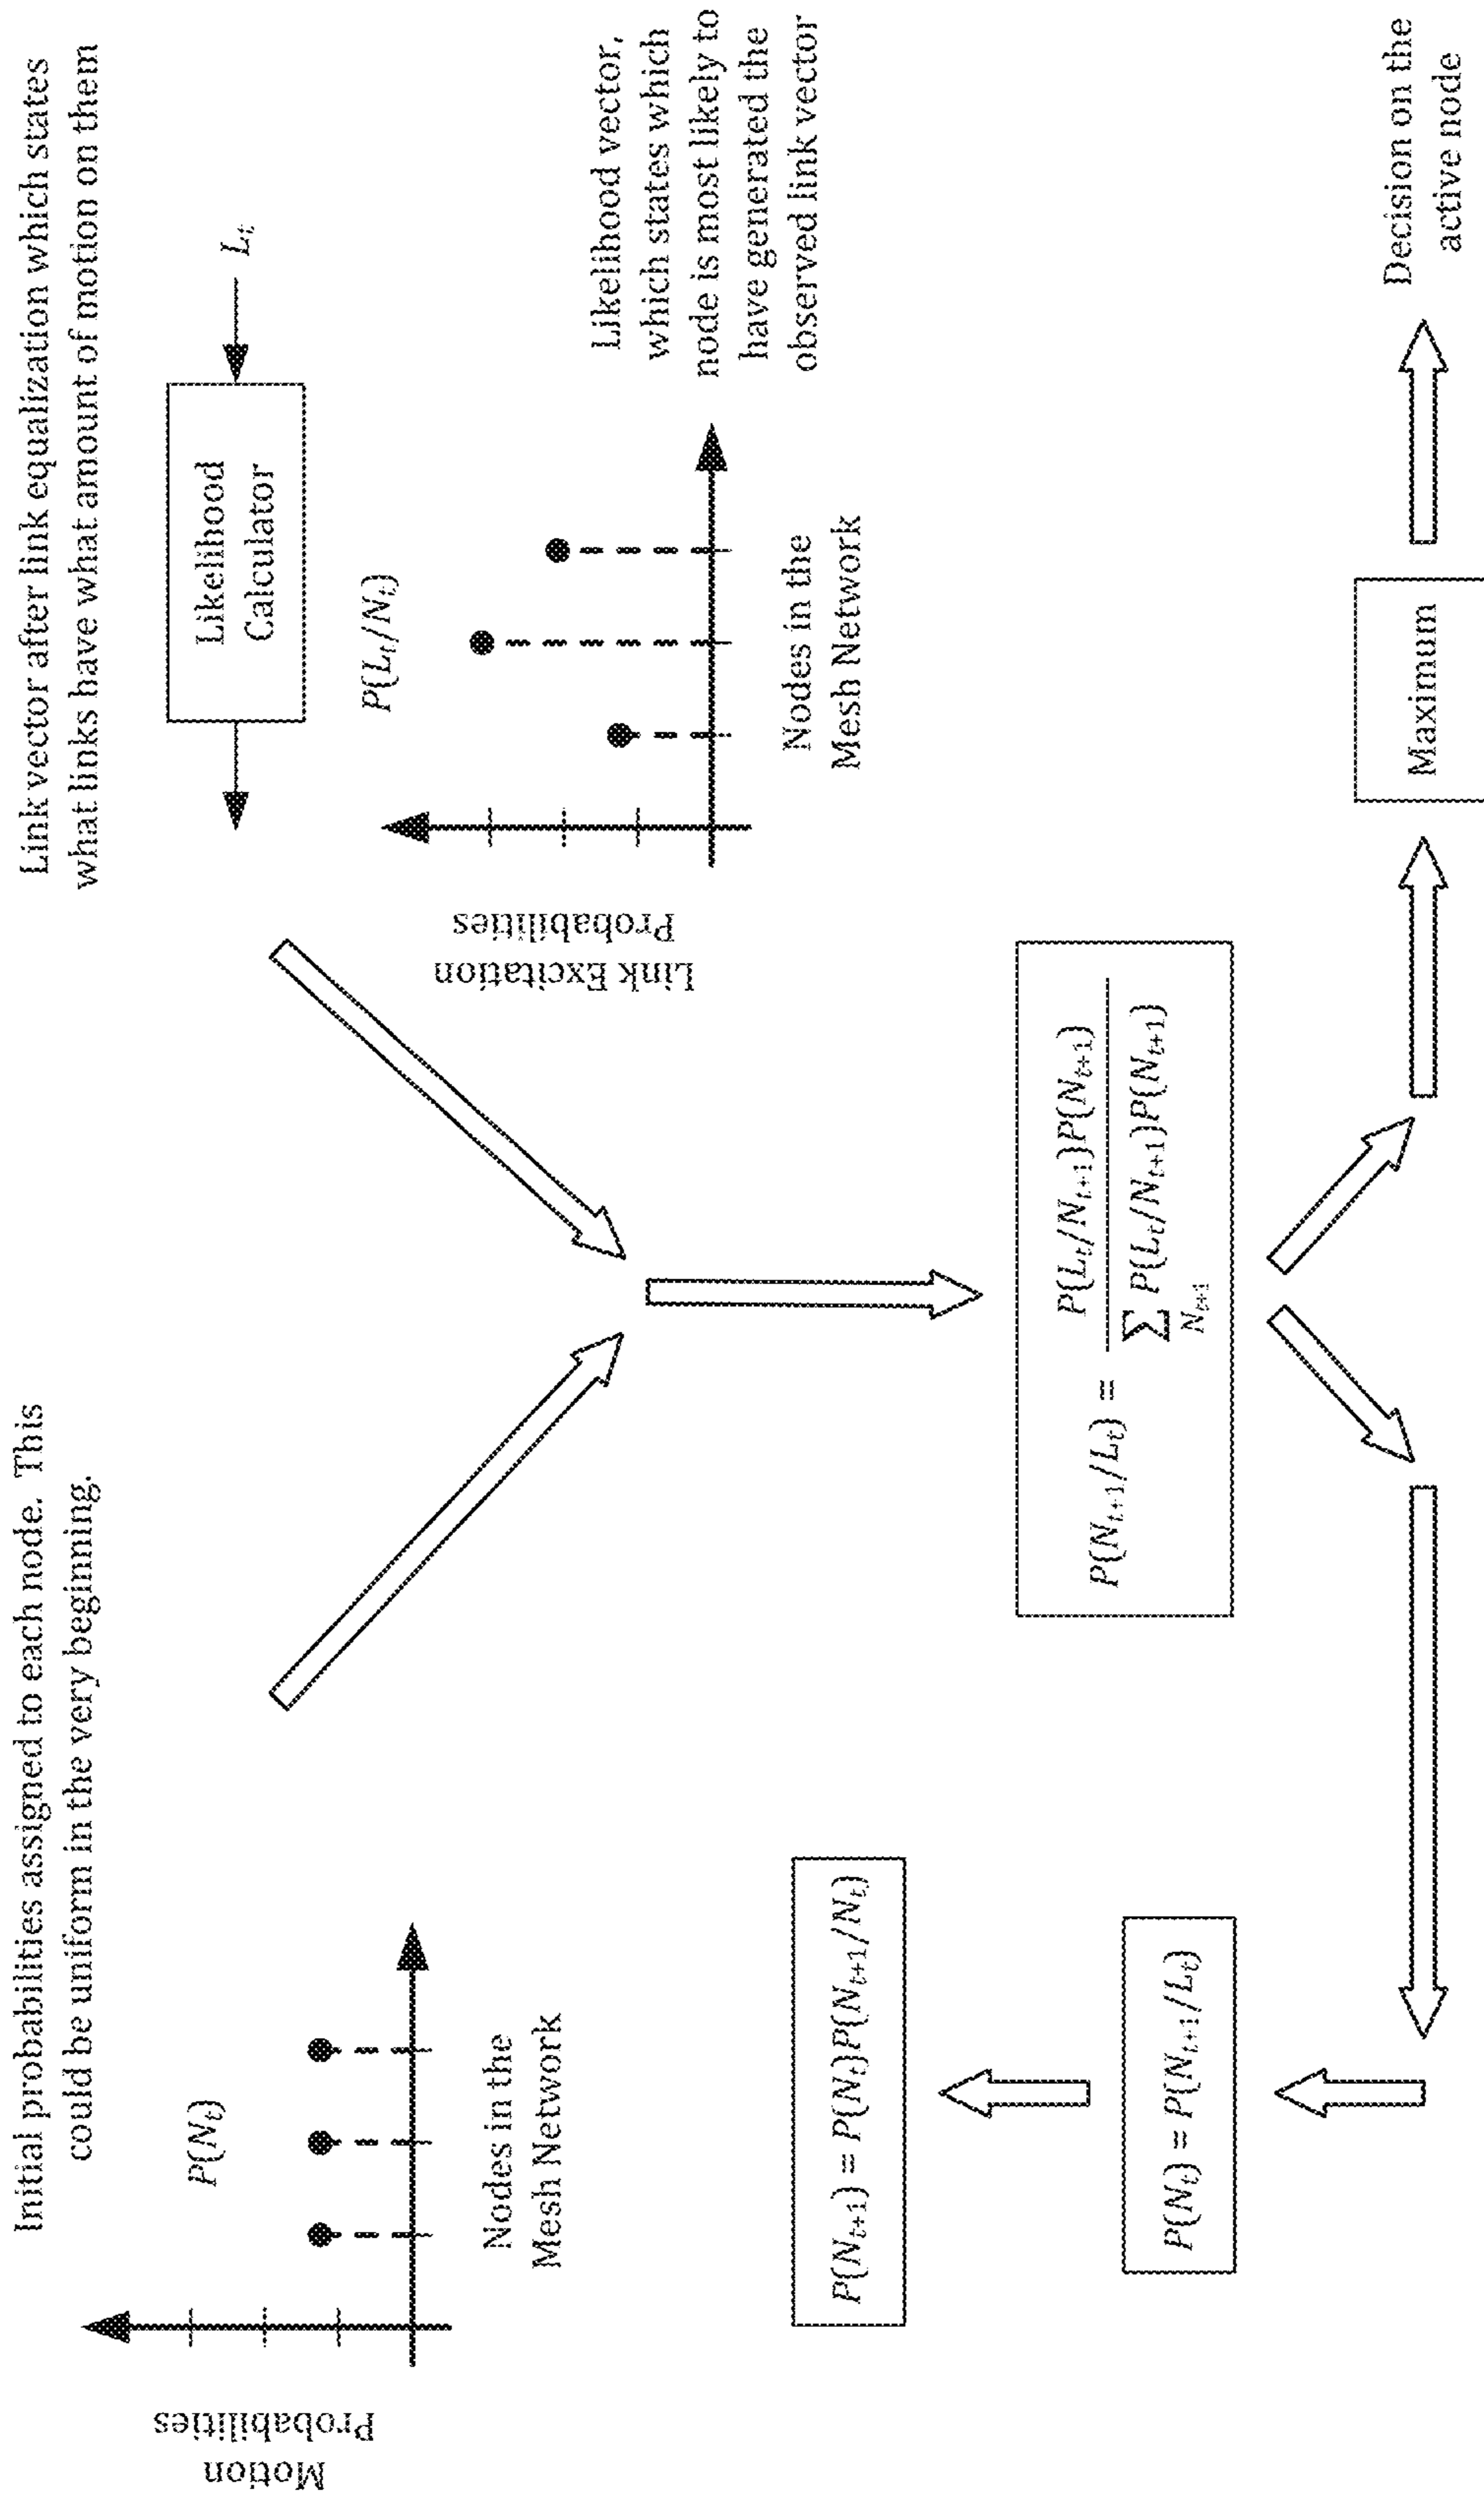 Initial probabilities assigned to each node. This
could be uniform in the very beginning.
Motion
Probabilities
P(N_t)
Nodes in the
Mesh Network
Link vector after link equalization which states
what links have what amount of motion on them
Likelihood
Calculator
L_t
Link Excitation
Probabilities
P(L_t/N_t)
Nodes in the
Mesh Network
Likelihood vector,
which states which
node is most likely to
have generated the
observed link vector
P(N_{t+1}) = P(N_t)P(N_{t+1}/N_t)
P(N_t) = P(N_{t+1}/L_t)
P(N_{t+1}/L_t) =
P(L_t/N_{t+1})P(N_{t+1})
∑ P(L_t/N_{t+1})P(N_{t+1})
N_{t+1}
Maximum
Decision on the
active node